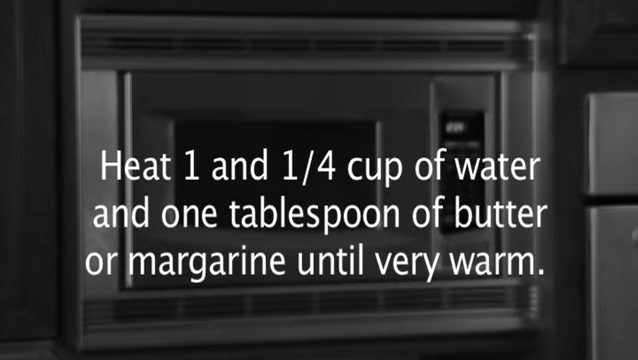 Heat 1 and 1/4 cup of water
and one tablespoon of butter
or margarine until very warm.